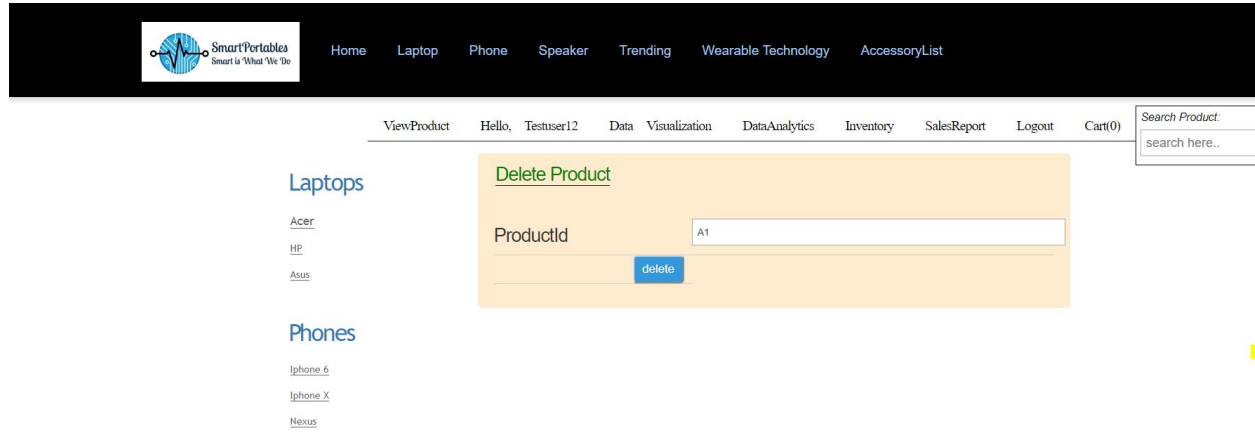 SmartPortables
Smart is What We Do
Home Laptop Phone Speaker Trending Wearable Technology AccessoryList
ViewProduct Hello, Testuser12 Data Visualization DataAnalytics Inventory SalesReport Logout Cart(0)
Search Product:
search here..
Laptops
Acer
HP
Asus
Phones
Iphone 6
Iphone X
Nexus
Delete Product
ProductId A1
delete